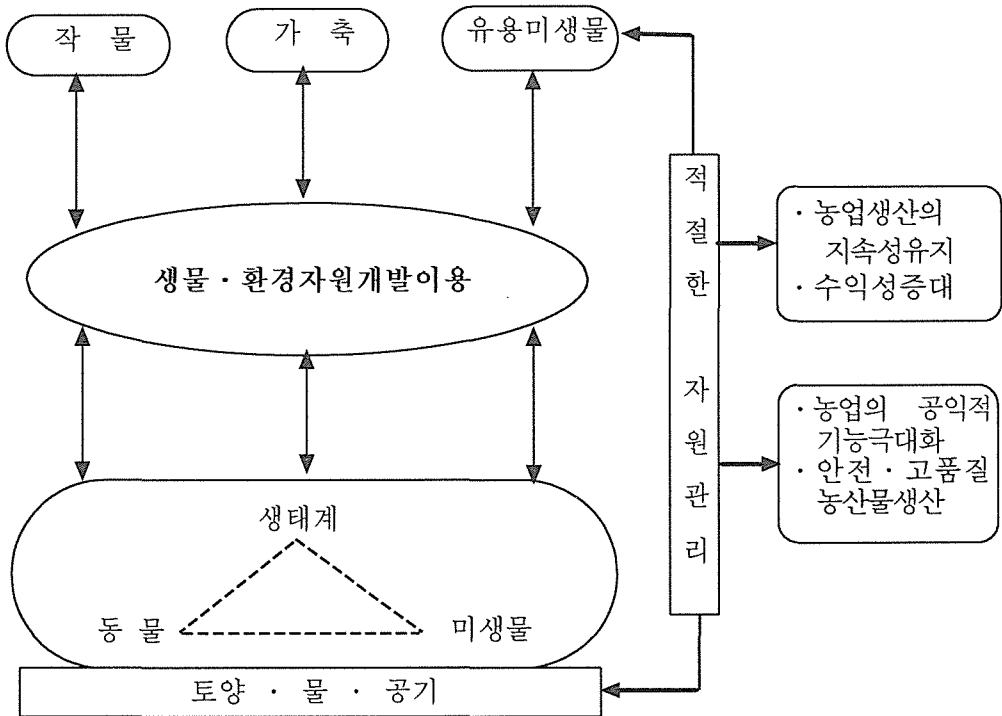 작 물
가 축
유용미생물
생물 · 환경자원개발이용
생태계
동 물
미생물
토양 · 물 · 공기
적절한 자원관리
· 농업생산의
지속성유지
· 수익성증대
· 농업의 공익적
기능극대화
· 안전 · 고품질
농산물생산